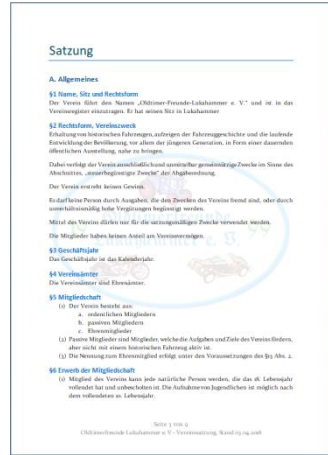 Satzung
A. Allgemeines
§1 Name, Sitz und Rechtsform
Der Verein führt den Namen „Oldtimer-Freunde-Lukahammer e. V." und ist in das
Vereinsregister einzutragen. Er hat seinen Sitz in Lukahammer
§2 Rechtsform, Vereinszweck
Erhaltung von historischen Fahrzeugen, aufzeigen der Fahrzeuggeschichte und die laufende
Entwicklung der Bevölkerung, vor allem der jüngeren Generation, in Form einer dauernden
öffentlichen Ausstellung, nahe zu bringen.
Dabei verfolgt der Verein ausschließlich und unmittelbar gemeinnützige Zwecke im Sinne des
Abschnittes, „steuerbegünstigte Zwecke" der Abgabenordnung.
Der Verein erstrebt keinen Gewinn.
Es darf keine Person durch Ausgaben, die den Zwecken des Vereins fremd sind, oder durch
unverhältnismäßig hohe Vergütungen begünstigt werden.
Mittel des Vereins dürfen nur für die satzungsmäßigen Zwecke verwendet werden.
Die Mitglieder haben keinen Anteil am Vereinsvermögen.
§3 Geschäftsjahr
Das Geschäftsjahr ist das Kalenderjahr.
§4 Vereinsämter
Die Vereinsämter sind Ehrenämter.
§5 Mitgliedschaft
(1) Der Verein besteht aus
a. ordentlichen Mitgliedern
b. passiven Mitgliedern
c. Ehrenmitglieder
(2) Passive Mitglieder sind Mitglieder, welche die Aufgaben und Ziele des Vereins fördern,
aber nicht mit einem historischen Fahrzeug aktiv ist.
(3) Die Nennung zum Ehrenmitglied erfolgt unter den Voraussetzungen des §13 Abs. 2.
§6 Erwerb der Mitgliedschaft
(1) Mitglied des Vereins kann jede natürliche Person werden, die das 18. Lebensjahr
vollendet hat und unbescholten ist. Die Aufnahme von Jugendlichen ist möglich nach
dem vollendeten 10. Lebensjahr.
Seite 1 von 9
Oldtimerfreunde Lukahammer e. V - Vereinssatzung, Stand